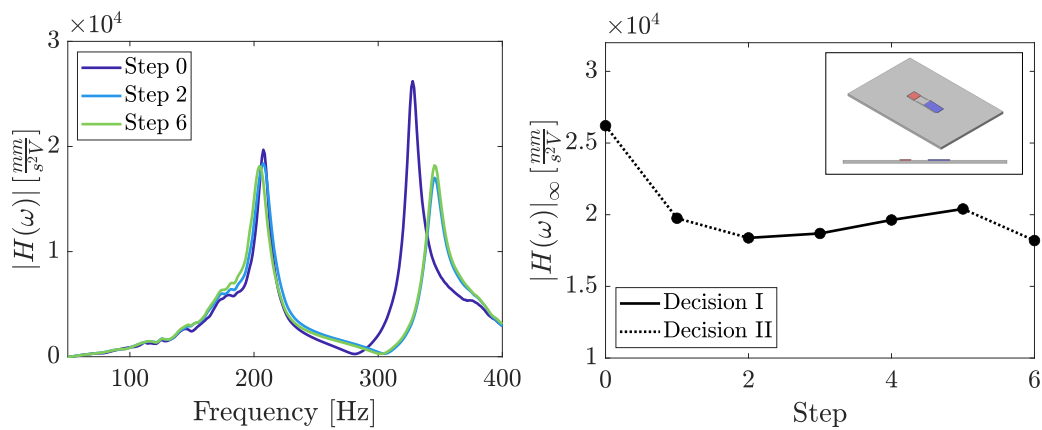 ×10⁴
3
2
1
0
|H(ω)| [mm/s²V]
Step 0
Step 2
Step 6
100
200
300
400
Frequency [Hz]
×10⁴
3
2.5
2
1.5
1
|H(ω)|∞ [mm/s²V]
Decision I
Decision II
0
2
4
6
Step